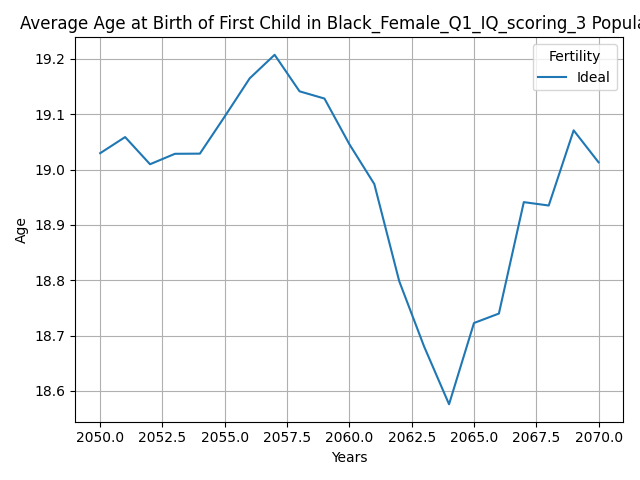 Average Age at Birth of First Child in Black_Female_Q1_IQ_scoring_3 Popula
Fertility
Ideal
19.2
19.1
19.0
18.9
18.8
18.7
18.6
Age
2050.0 2052.5 2055.0 2057.5 2060.0 2062.5 2065.0 2067.5 2070.0
Years